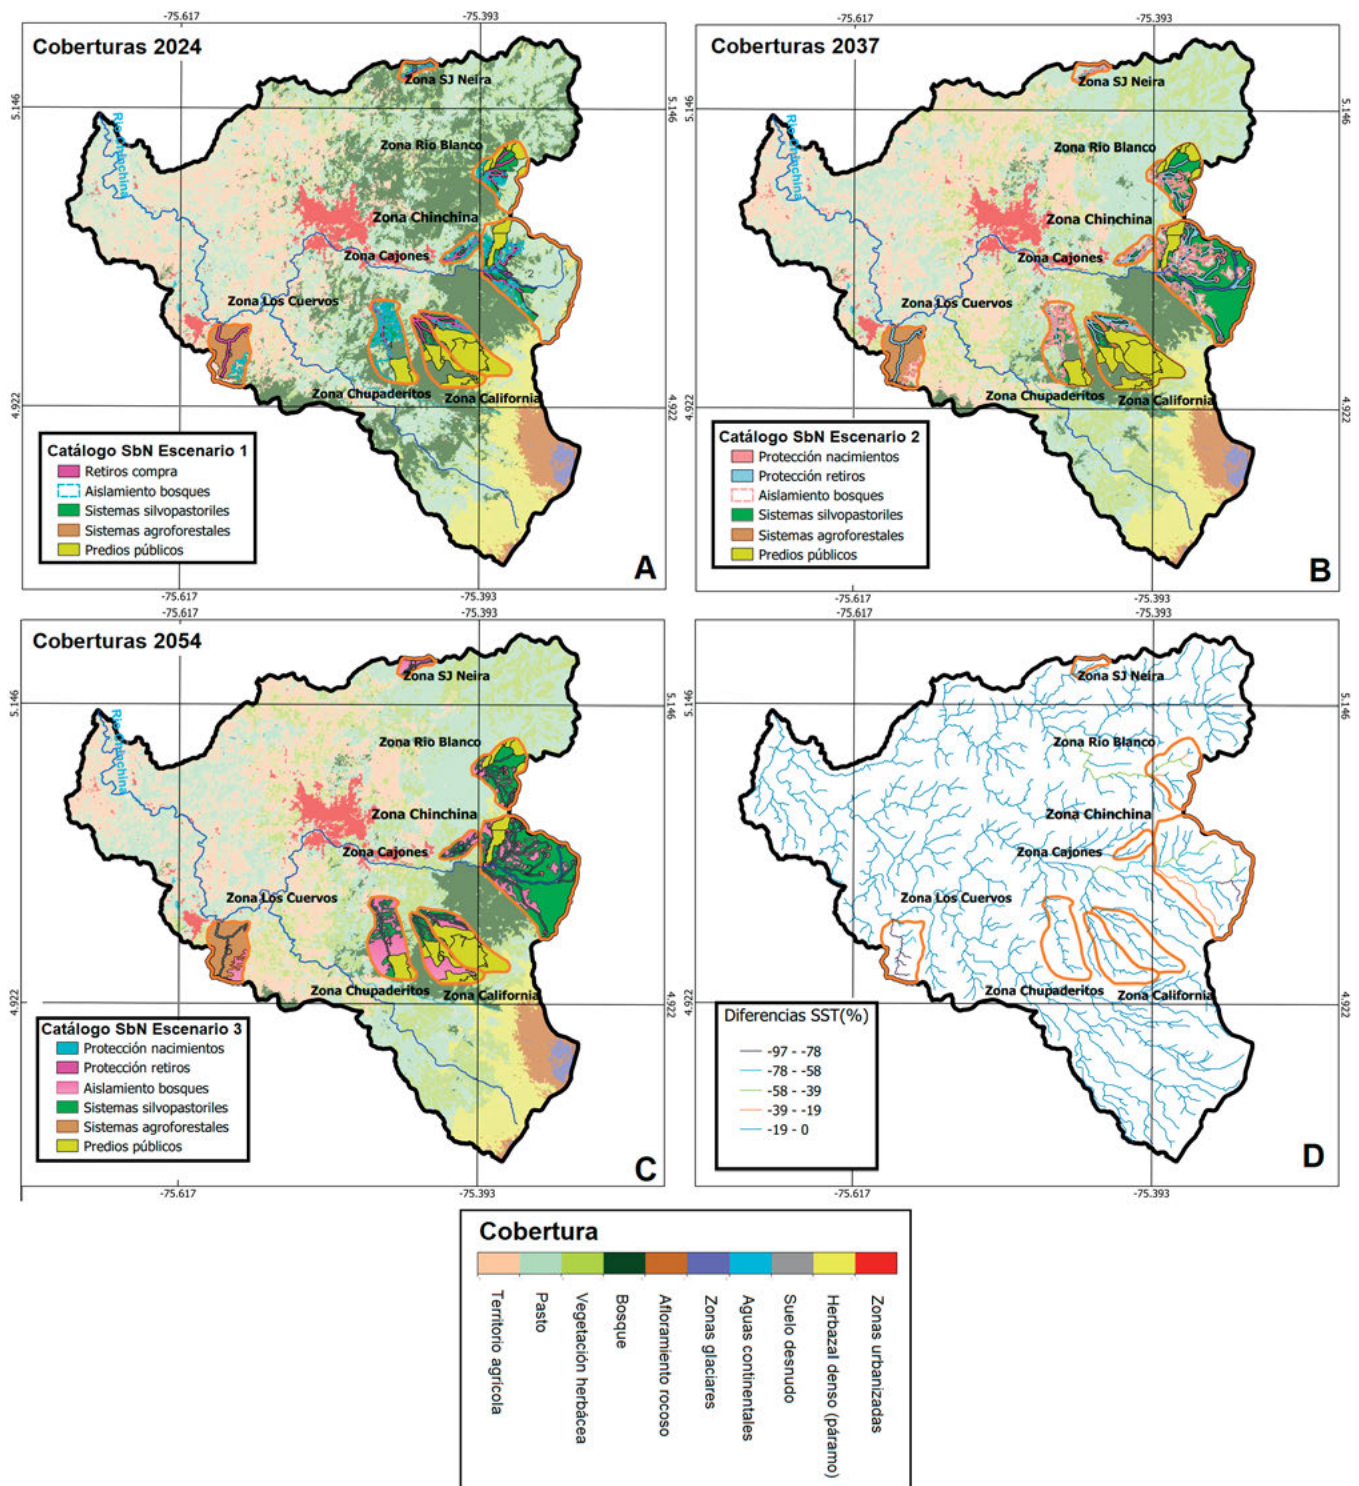 -75.617
-75.393
Coberturas 2024
Zona SJ Neira
5.146
5.146
Rio Chinchina
Zona Rio Blanco
Zona Chinchina
Zona Cajones
2
Zona Los Cuervos
Zona Chupaderitos
Zona California
4.922
4.922
Catálogo SbN Escenario 1
Retiros compra
Aislamiento bosques
Sistemas silvopastoriles
Sistemas agroforestales
Predios públicos
A
-75.617
-75.393
-75.617
-75.393
Coberturas 2037
Zona SJ Neira
5.146
5.146
Rio Chinchina
Zona Rio Blanco
Zona Chinchina
Zona Cajones
Zona Los Cuervos
Zona Chupaderitos
Zona California
4.922
4.922
Catálogo SbN Escenario 2
Protección nacimientos
Protección retiros
Aislamiento bosques
Sistemas silvopastoriles
Sistemas agroforestales
Predios públicos
B
-75.617
-75.393
-75.617
-75.393
Coberturas 2054
Zona SJ Neira
5.146
5.146
Rio Chinchina
Zona Rio Blanco
Zona Chinchina
Zona Cajones
Zona Los Cuervos
Zona Chupaderitos
Zona California
4.922
4.922
Catálogo SbN Escenario 3
Protección nacimientos
Protección retiros
Aislamiento bosques
Sistemas silvopastoriles
Sistemas agroforestales
Predios públicos
C
-75.617
-75.393
-75.617
-75.393
Zona SJ Neira
5.146
5.146
Zona Rio Blanco
Zona Chinchina
Zona Cajones
Zona Los Cuervos
Zona Chupaderitos
Zona California
4.922
4.922
Diferencias SST(%)
-97 - -78
-78 - -58
-58 - -39
-39 - -19
-19 - 0
D
-75.617
-75.393
Cobertura
Territorio agrícola
Pasto
Vegetación herbácea
Bosque
Afloramiento rocoso
Zonas glaciares
Aguas continentales
Suelo desnudo
Herbazal denso (páramo)
Zonas urbanizadas